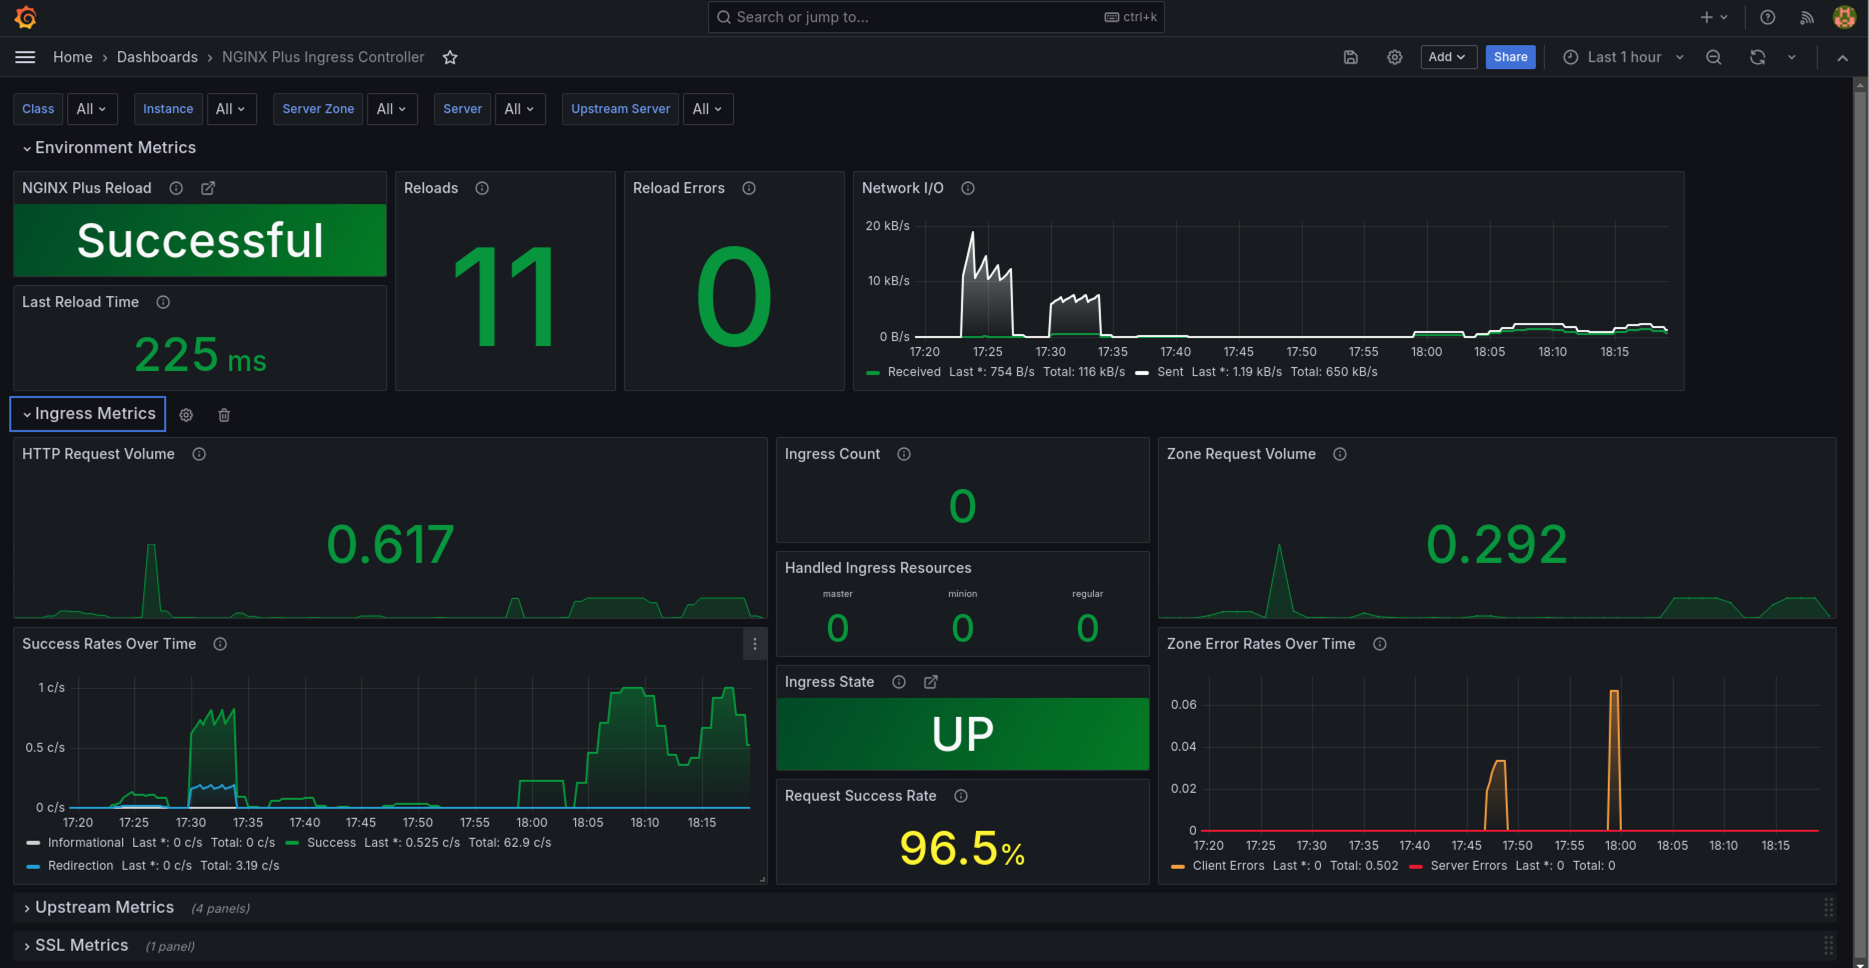 Search or jump to...
ctrl+k
Home › Dashboards › NGINX Plus Ingress Controller
Add
Share
Last 1 hour
Class All Instance All Server Zone All Server All Upstream Server All
Environment Metrics
NGINX Plus Reload
Successful
Last Reload Time
225 ms
Reloads
11
Reload Errors
0
Network I/O
20 kB/s
10 kB/s
0 B/s
17:20 17:25 17:30 17:35 17:40 17:45 17:50 17:55 18:00 18:05 18:10 18:15
Received Last *: 754 B/s Total: 116 kB/s Sent Last *: 1.19 kB/s Total: 650 kB/s
Ingress Metrics
HTTP Request Volume
0.617
Ingress Count
0
Handled Ingress Resources
master minion regular
0 0 0
Zone Request Volume
0.292
Success Rates Over Time
1 c/s
0.5 c/s
0 c/s
17:20 17:25 17:30 17:35 17:40 17:45 17:50 17:55 18:00 18:05 18:10 18:15
Informational Last *: 0 c/s Total: 0 c/s Success Last *: 0.525 c/s Total: 62.9 c/s
Redirection Last *: 0 c/s Total: 3.19 c/s
Ingress State
UP
Request Success Rate
96.5%
Zone Error Rates Over Time
0.06
0.04
0.02
0
17:20 17:25 17:30 17:35 17:40 17:45 17:50 17:55 18:00 18:05 18:10 18:15
Client Errors Last *: 0 Total: 0.502 Server Errors Last *: 0 Total: 0
Upstream Metrics (4 panels)
SSL Metrics (1 panel)